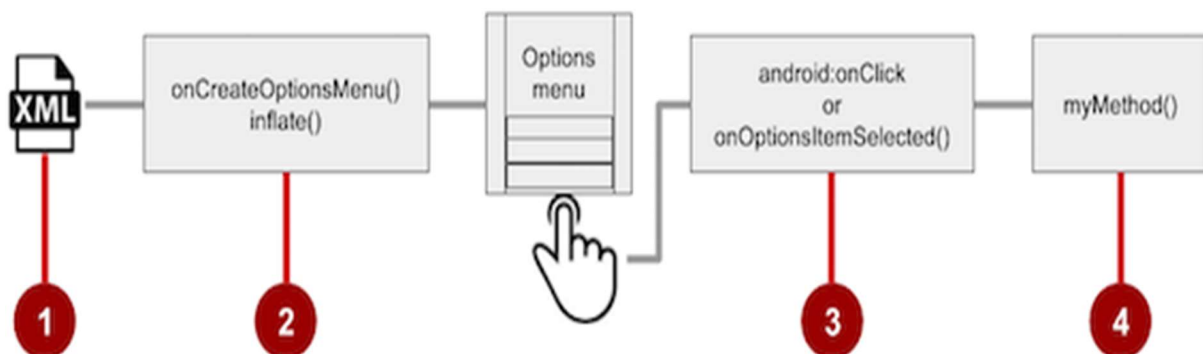 XML
onCreateOptionsMenu()
inflate()
Options
menu
android:onClick
or
onOptionsItemSelected()
myMethod()
1
2
3
4